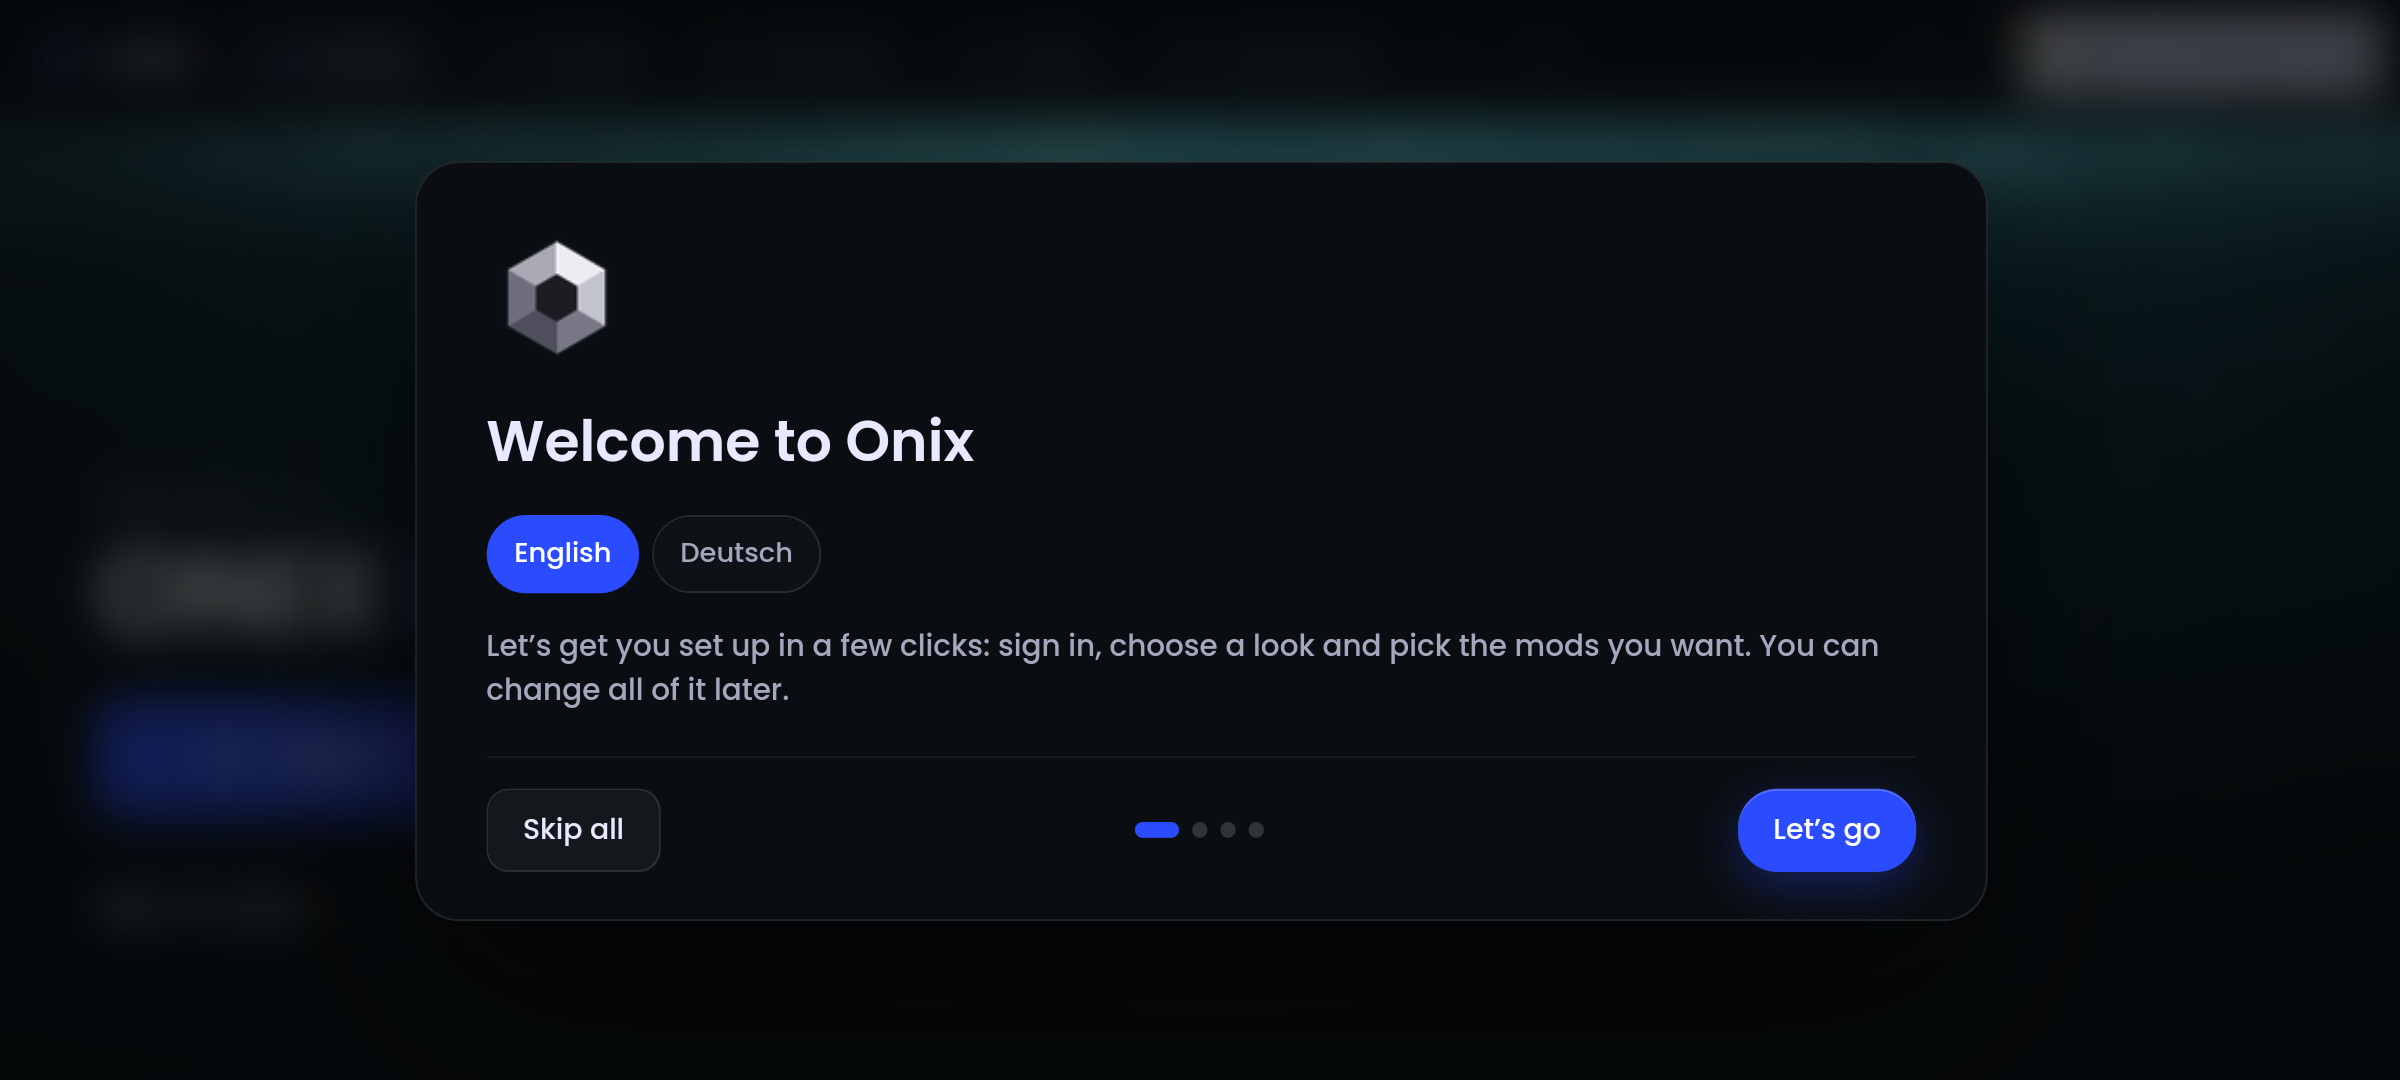 Welcome to Onix
English
Deutsch
Let’s get you set up in a few clicks: sign in, choose a look and pick the mods you want. You can
change all of it later.
Skip all
Let’s go